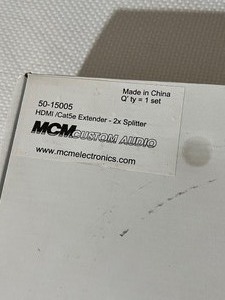 Made in China
Q' ty = 1 set
50-15005
HDMI /Cat5e Extender - 2x Splitter
MCM CUSTOM AUDIO
www.mcmelectronics.com